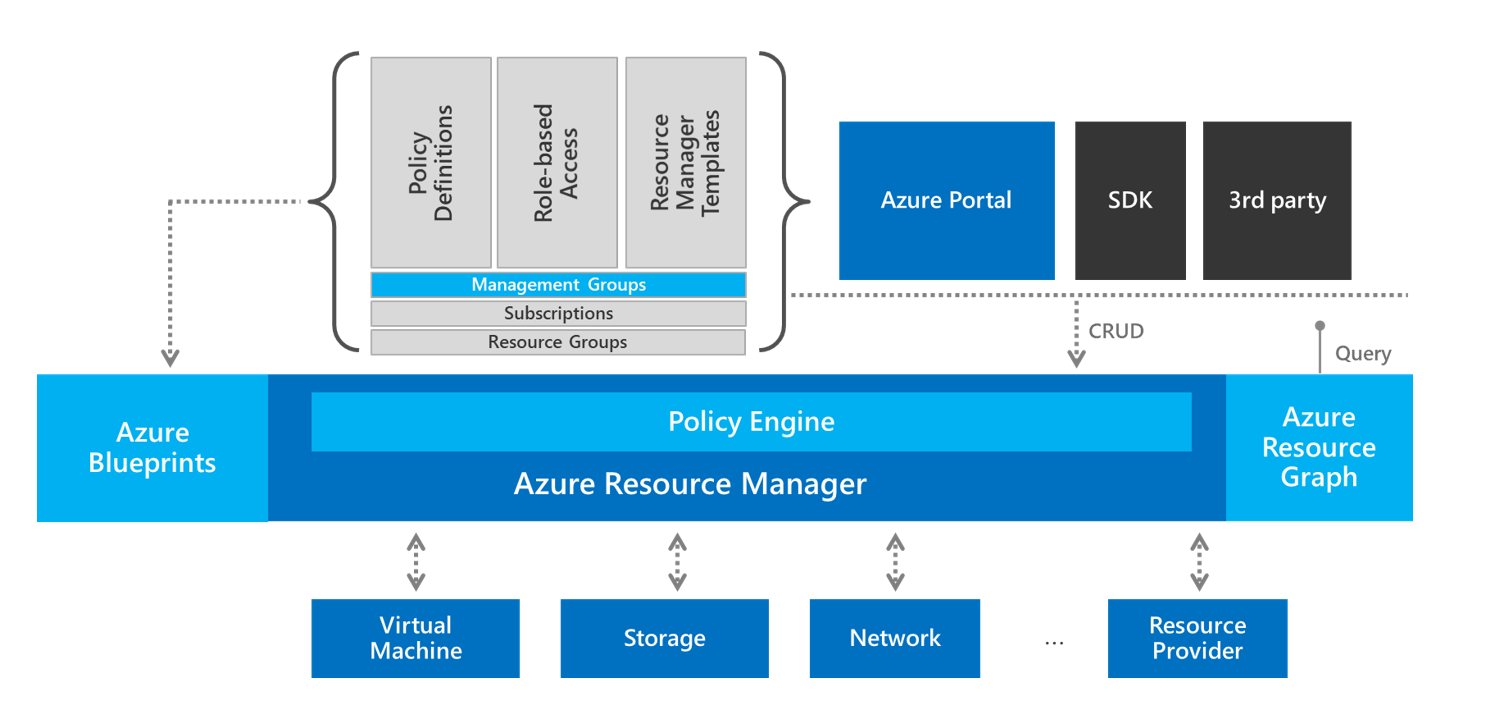 Policy
Definitions
Role-based
Access
Resource
Manager
Templates
Management Groups
Subscriptions
Resource Groups
Azure Portal
SDK
3rd party
CRUD
Query
Azure
Blueprints
Policy Engine
Azure Resource Manager
Azure
Resource
Graph
Virtual
Machine
Storage
Network
...
Resource
Provider